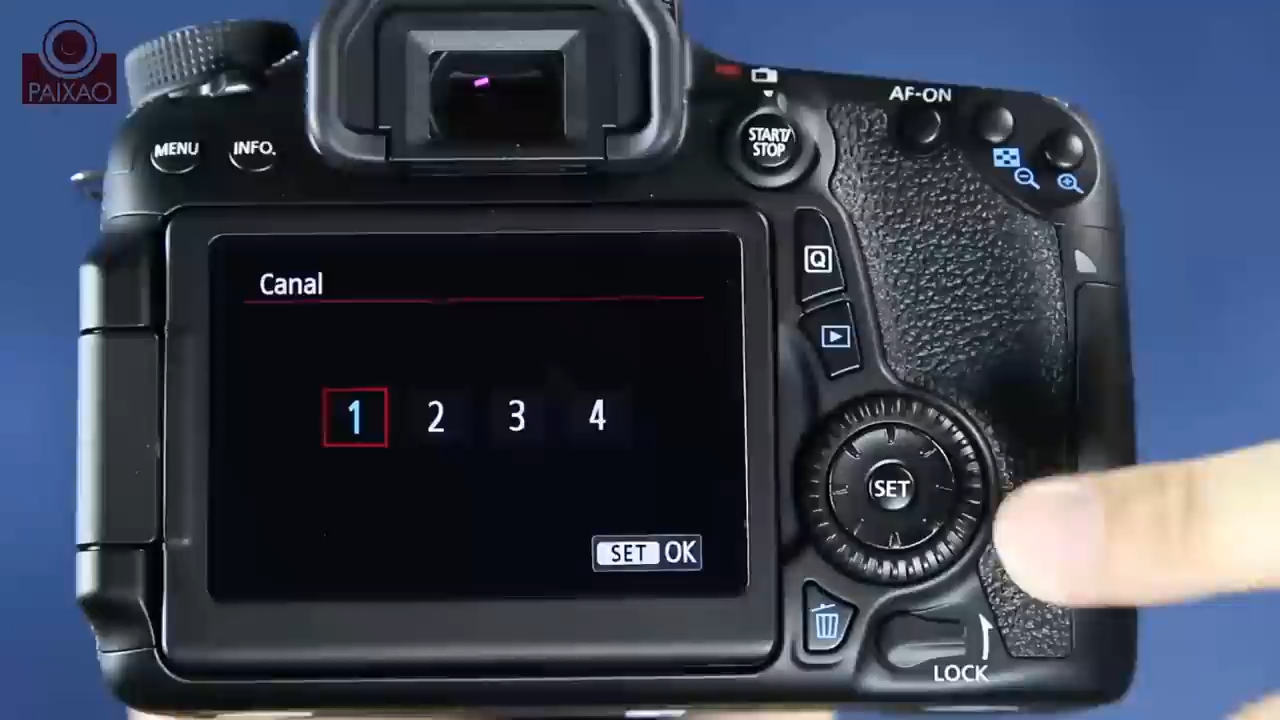 PAIXAO
AF-ON
MENU
INFO.
START/
STOP
Q
Canal
1 2 3 4
SET
SET OK
LOCK